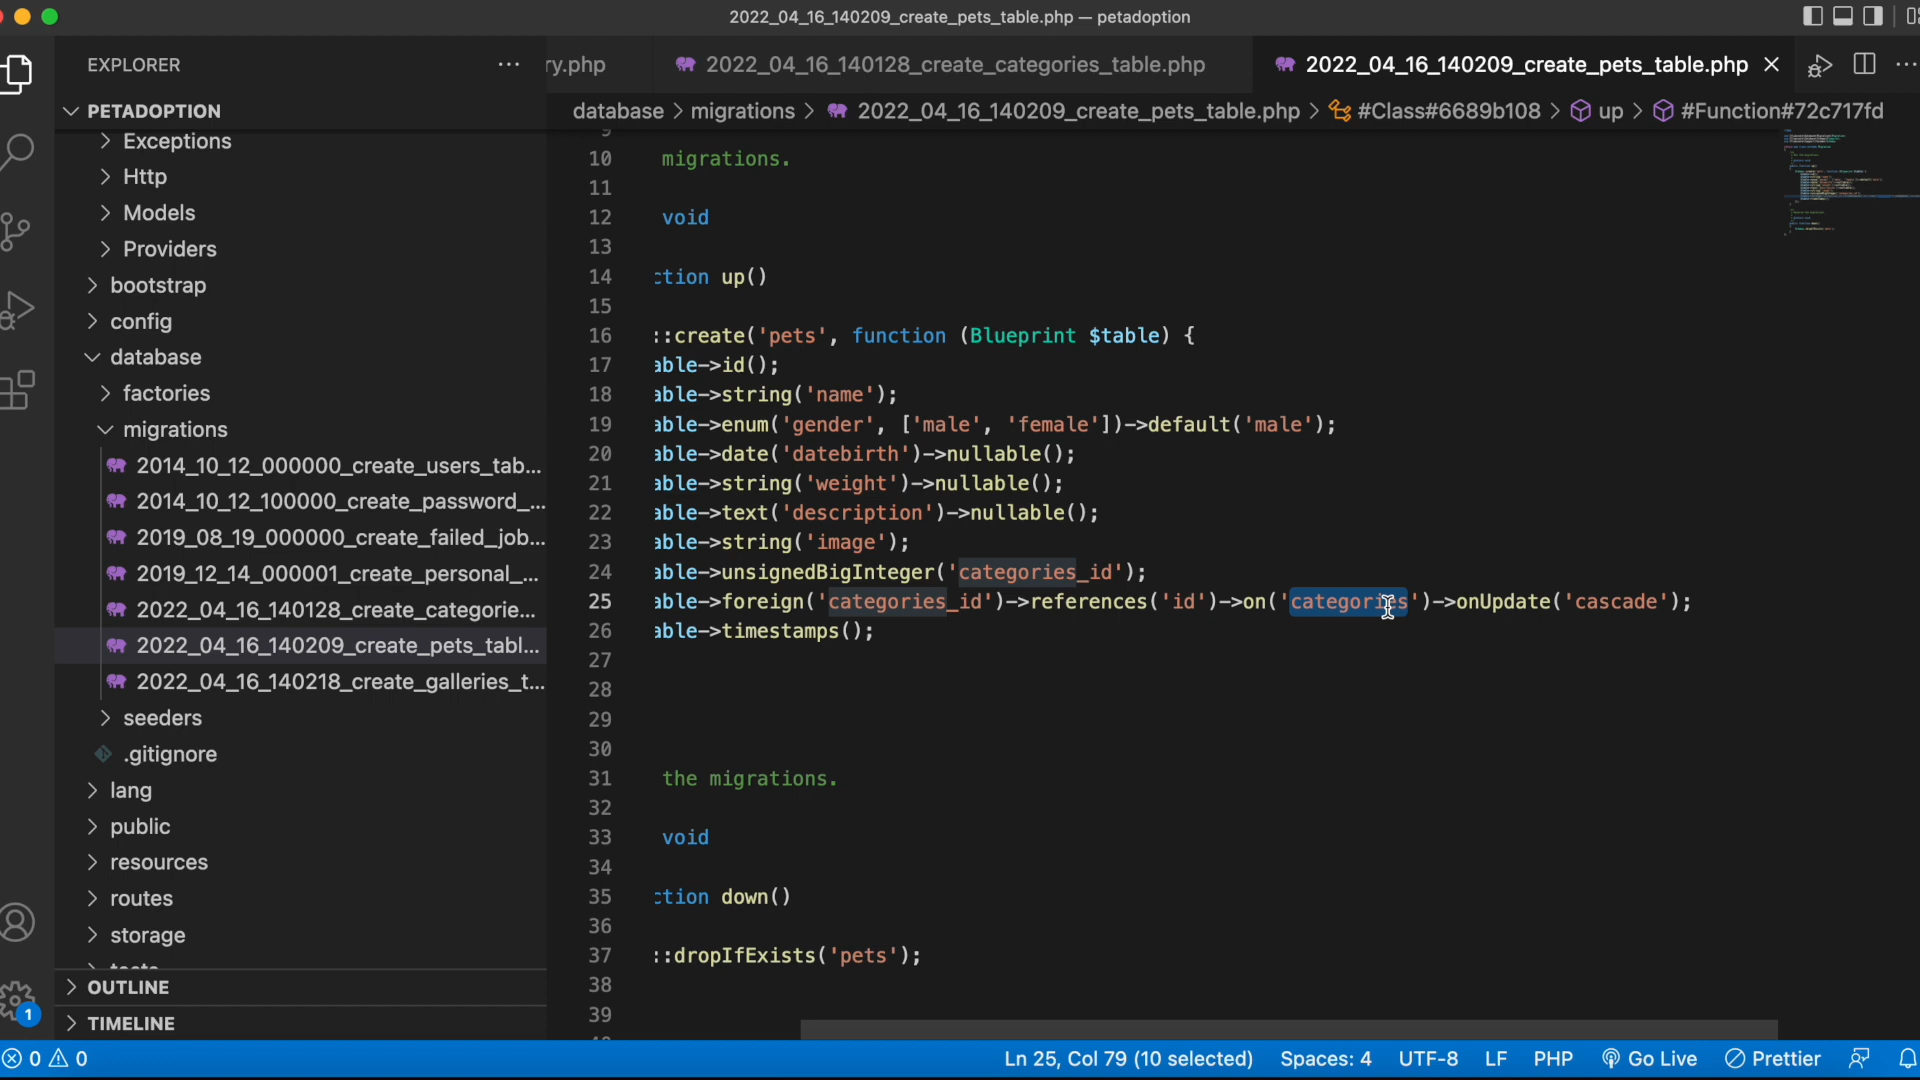 2022_04_16_140209_create_pets_table.php — petadoption
EXPLORER
ry.php
2022_04_16_140128_create_categories_table.php
2022_04_16_140209_create_pets_table.php
PETADOPTION
database > migrations > 2022_04_16_140209_create_pets_table.php > #Class#6689b108 > up > #Function#72c717fd
Exceptions
Http
Models
Providers
bootstrap
config
database
factories
migrations
2014_10_12_000000_create_users_tab...
2014_10_12_100000_create_password_...
2019_08_19_000000_create_failed_job...
2019_12_14_000001_create_personal_...
2022_04_16_140128_create_categorie...
2022_04_16_140209_create_pets_tabl...
2022_04_16_140218_create_galleries_t...
seeders
.gitignore
lang
public
resources
routes
storage
tests
OUTLINE
TIMELINE
9
10 migrations.
11
12 void
13
14 ction up()
15
16 ::create('pets', function (Blueprint $table) {
17 able->id();
18 able->string('name');
19 able->enum('gender', ['male', 'female'])->default('male');
20 able->date('datebirth')->nullable();
21 able->string('weight')->nullable();
22 able->text('description')->nullable();
23 able->string('image');
24 able->unsignedBigInteger('categories_id');
25 able->foreign('categories_id')->references('id')->on('categories')->onUpdate('cascade');
26 able->timestamps();
27
28
29
30
31 the migrations.
32
33 void
34
35 ction down()
36
37 ::dropIfExists('pets');
38
39
1
0 0
Ln 25, Col 79 (10 selected)
Spaces: 4
UTF-8
LF
PHP
Go Live
Prettier